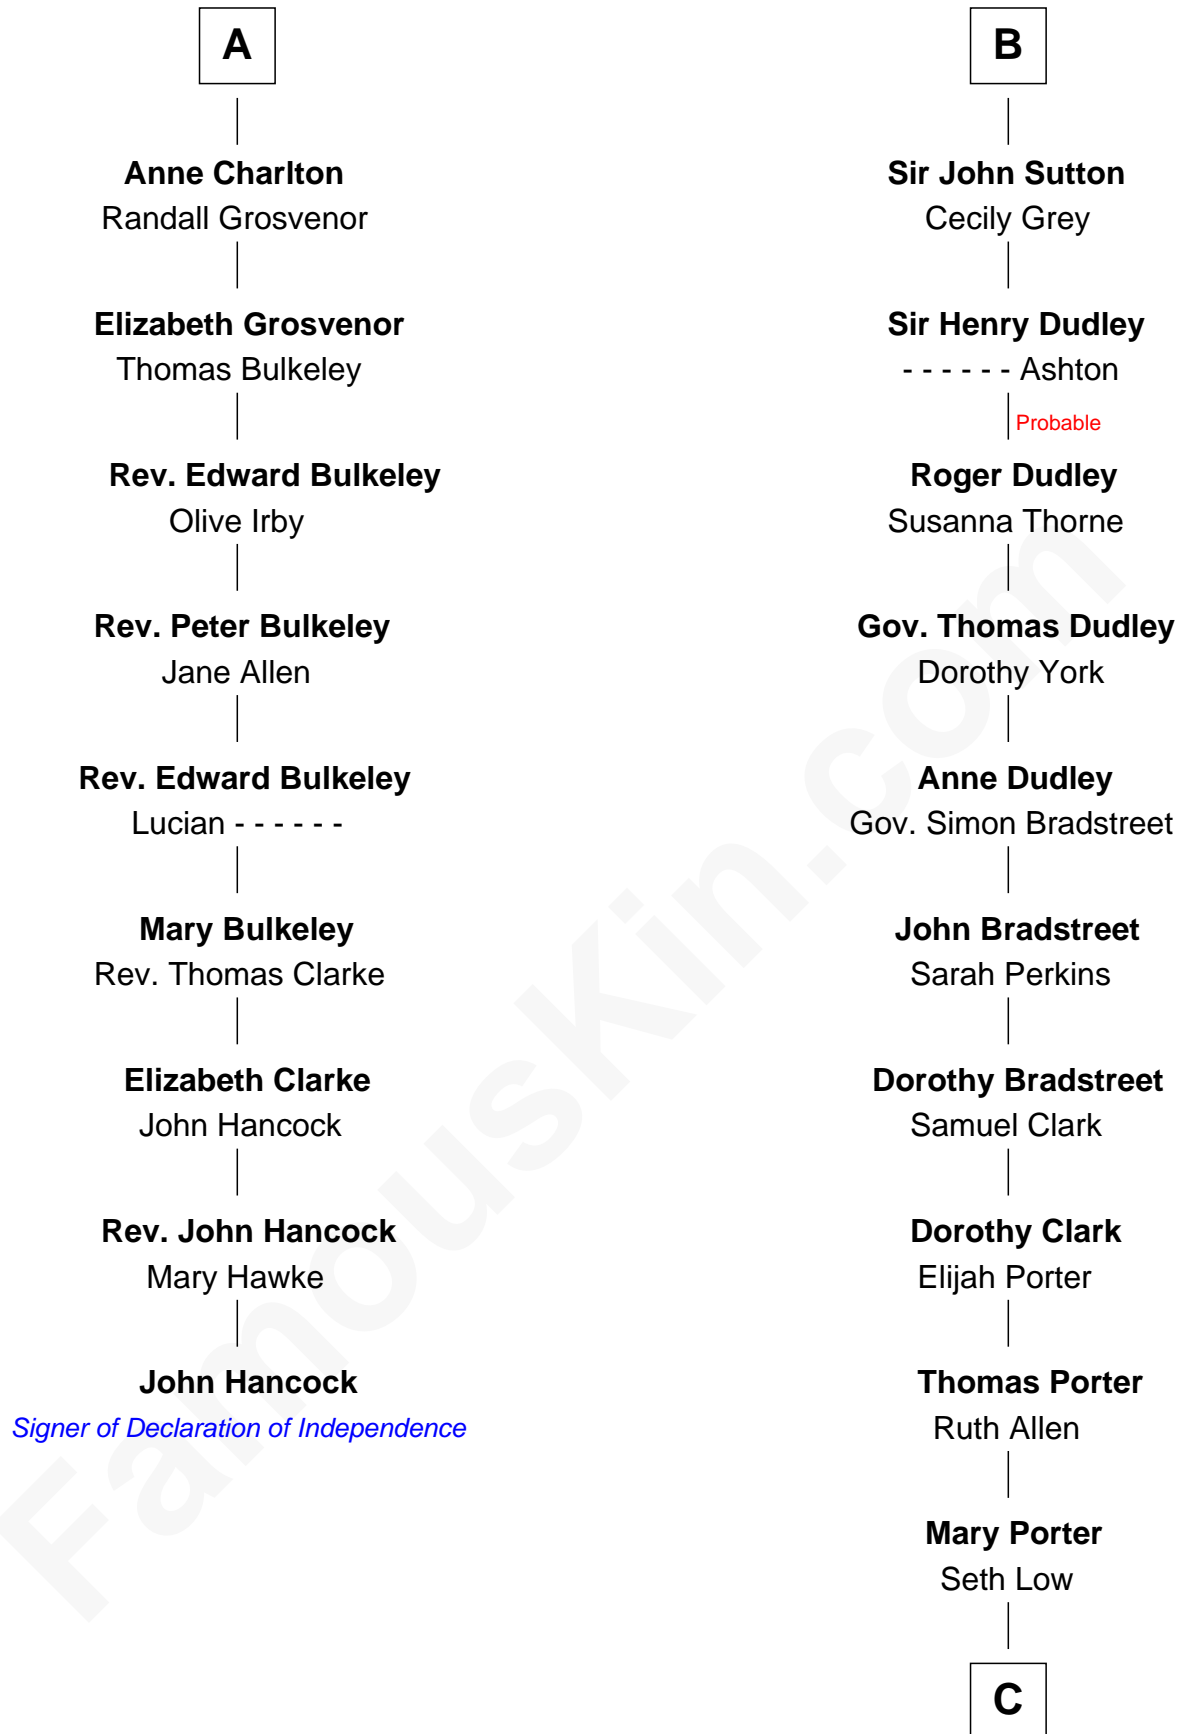 A
Anne Charlton
Randall Grosvenor
Elizabeth Grosvenor
Thomas Bulkeley
Rev. Edward Bulkeley
Olive Irby
Rev. Peter Bulkeley
Jane Allen
Rev. Edward Bulkeley
Lucian - - - - - -
Mary Bulkeley
Rev. Thomas Clarke
Elizabeth Clarke
John Hancock
Rev. John Hancock
Mary Hawke
John Hancock
Signer of Declaration of Independence
B
Sir John Sutton
Cecily Grey
Sir Henry Dudley
- - - - - - Ashton
Probable
Roger Dudley
Susanna Thorne
Gov. Thomas Dudley
Dorothy York
Anne Dudley
Gov. Simon Bradstreet
John Bradstreet
Sarah Perkins
Dorothy Bradstreet
Samuel Clark
Dorothy Clark
Elijah Porter
Thomas Porter
Ruth Allen
Mary Porter
Seth Low
C
FamousKin.com